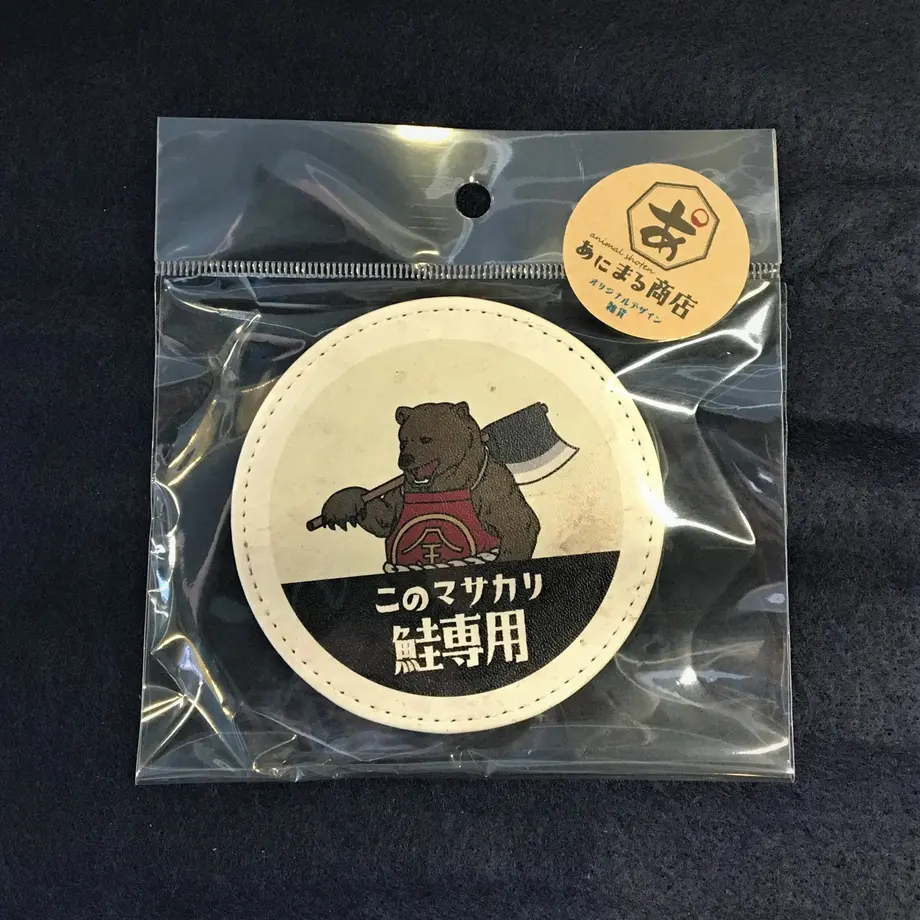 あ
animal shoten
あにまる商店
オリジナルデザイン
雑貨
金
このマサカリ
鮭専用